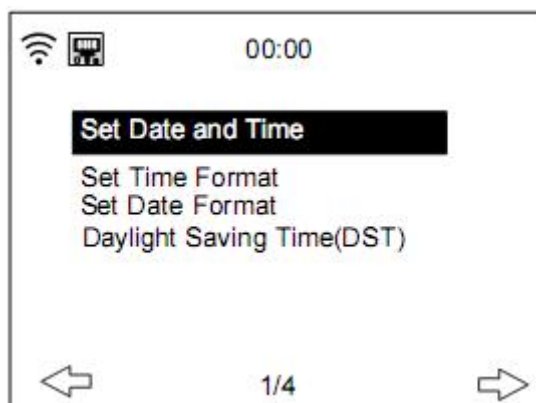 00:00
Set Date and Time
Set Time Format
Set Date Format
Daylight Saving Time(DST)
1/4